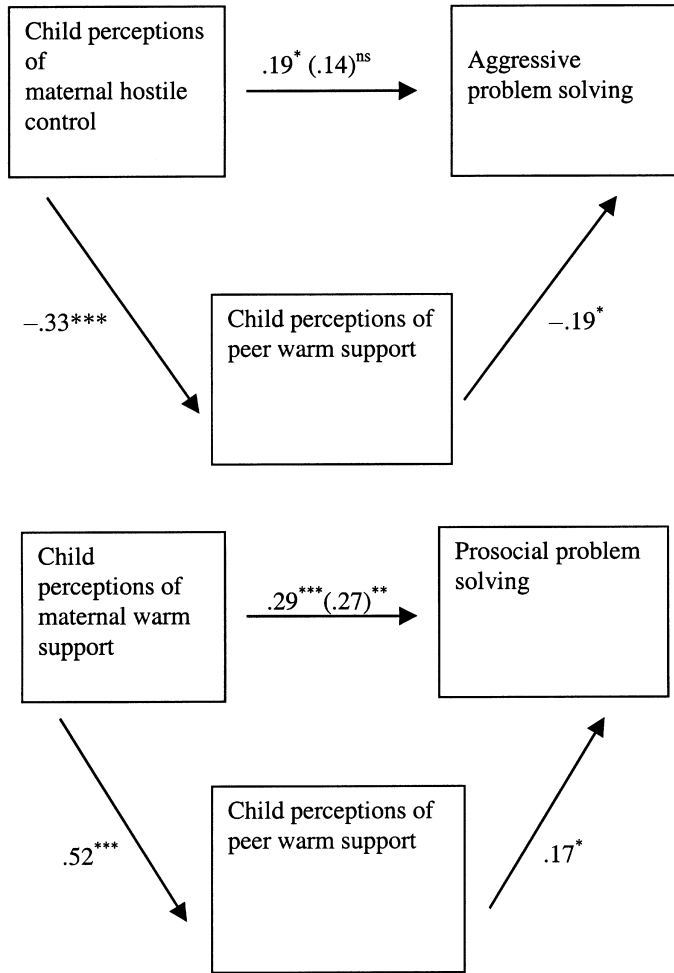 Child perceptions
of
maternal hostile
control
.19* (.14)ns
Aggressive
problem solving
–.33***
Child perceptions of
peer warm support
–.19*
Child
perceptions of
maternal warm
support
.29***(.27)**
Prosocial problem
solving
.52***
Child perceptions of
peer warm support
.17*